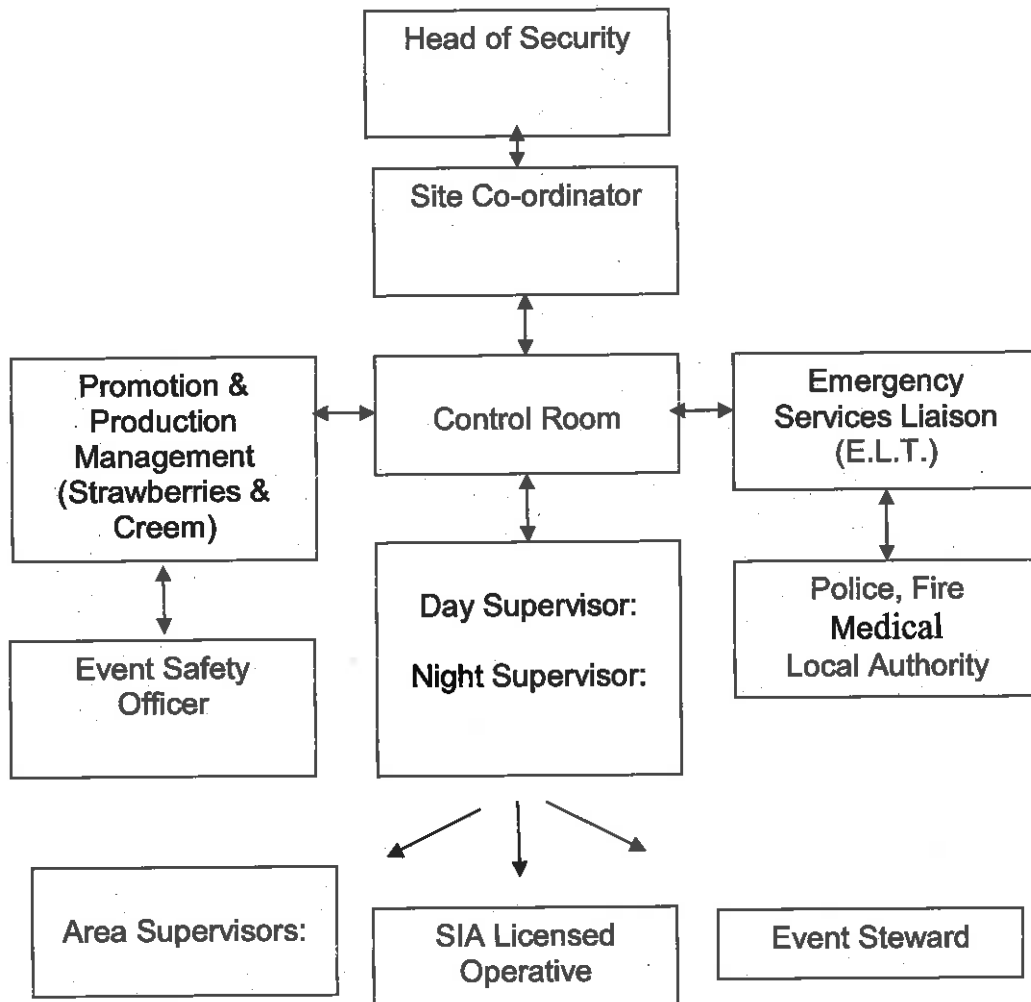 Head of Security
Site Co-ordinator
Promotion &
Production
Management
(Strawberries &
Creem)
Control Room
Emergency
Services Liaison
(E.L.T.)
Event Safety
Officer
Day Supervisor:
Night Supervisor:
Police, Fire
Medical
Local Authority
Area Supervisors:
SIA Licensed
Operative
Event Steward